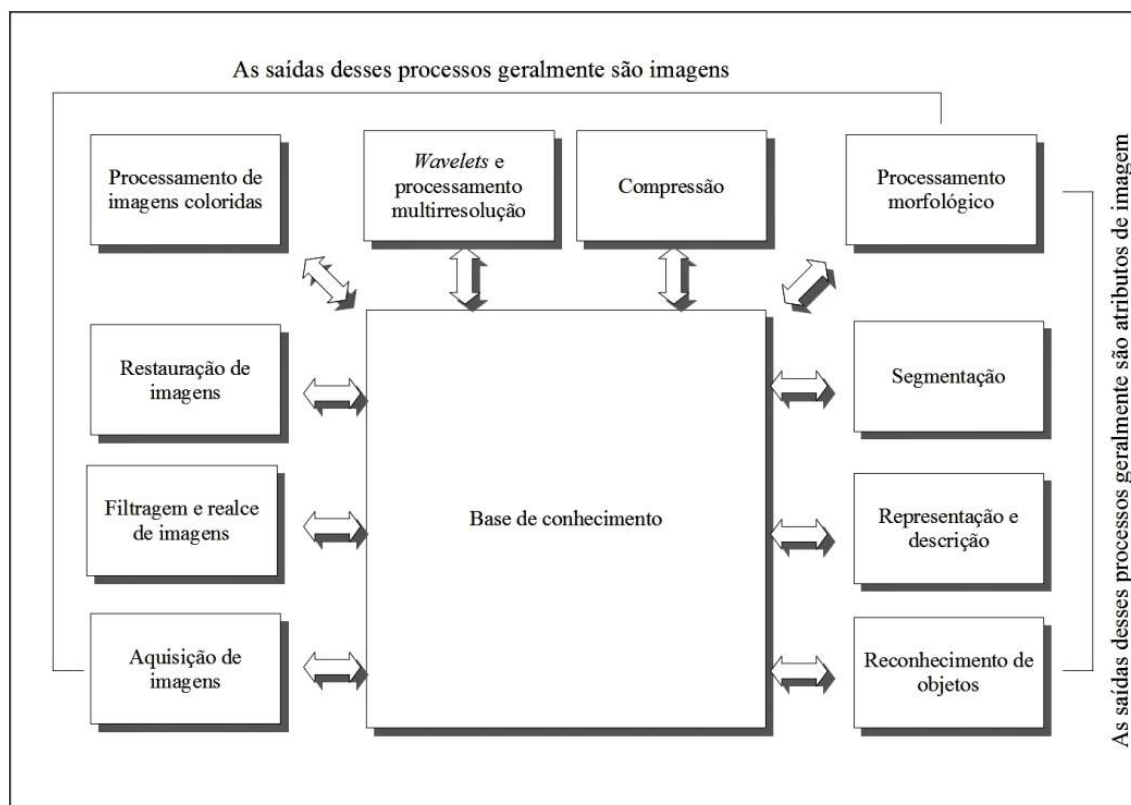 As saídas desses processos geralmente são imagens
Processamento de
imagens coloridas
Wavelets e
processamento
multirresolução
Compressão
Processamento
morfológico
Restauração de
imagens
Segmentação
Filtragem e realce
de imagens
Base de conhecimento
Representação e
descrição
Aquisição de
imagens
Reconhecimento de
objetos
As saídas desses processos geralmente são atributos de imagem